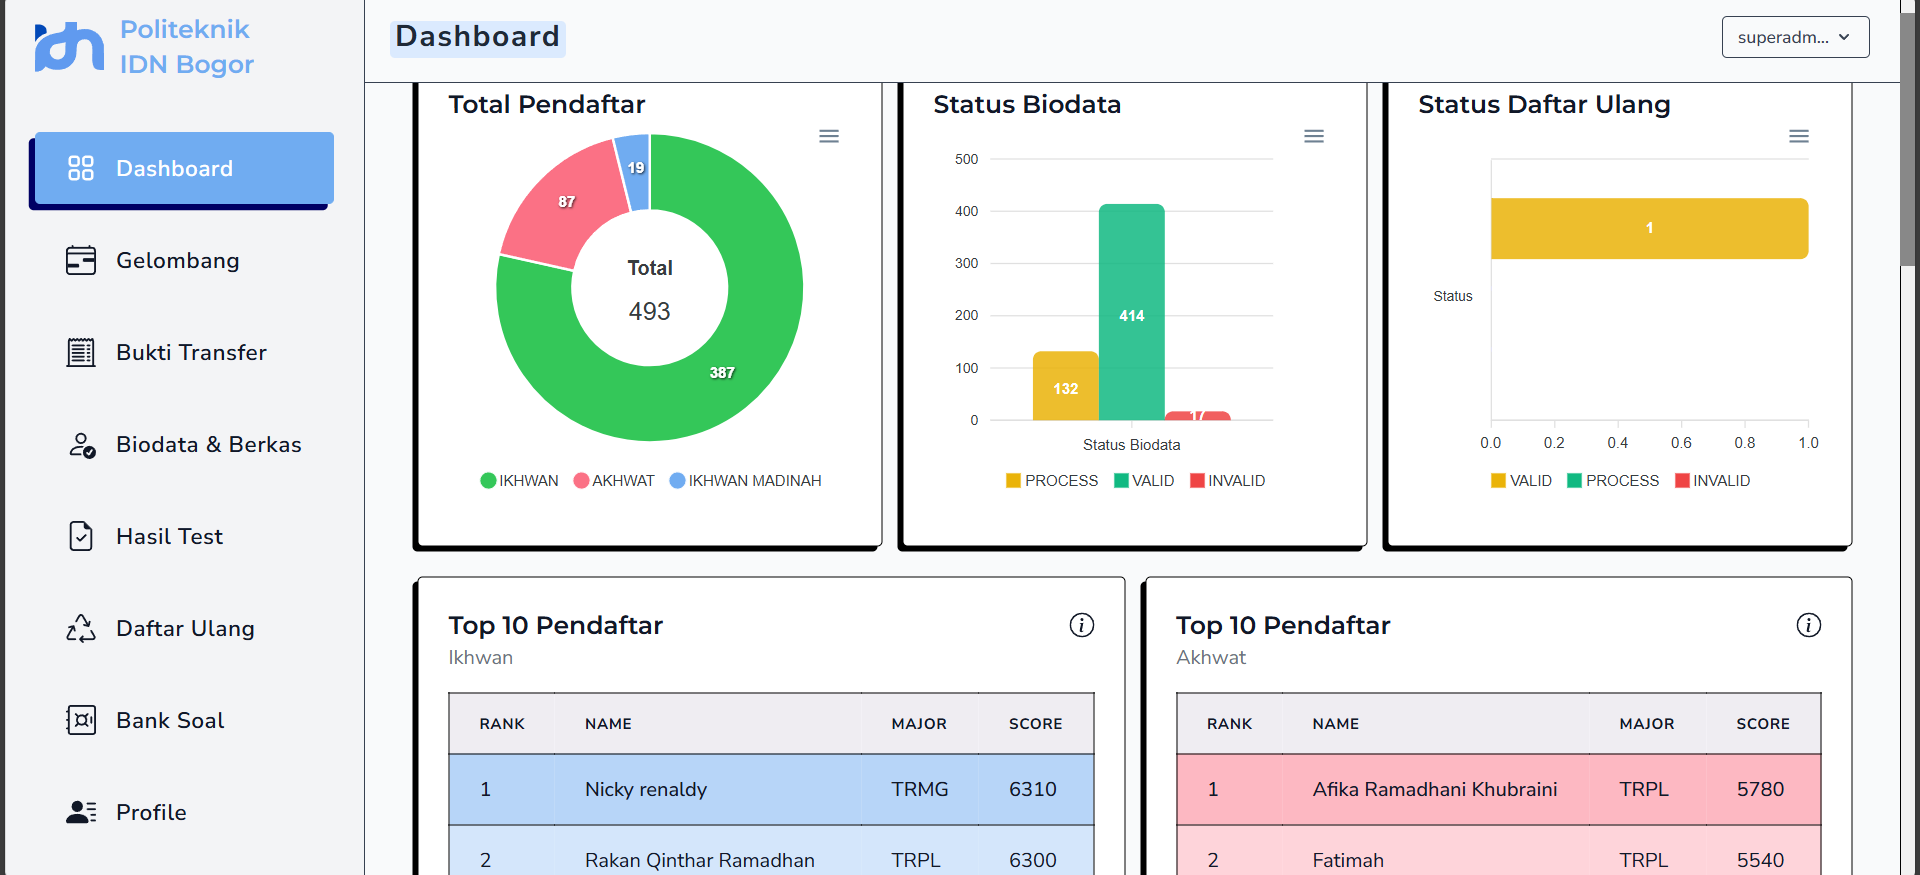 Politeknik
IDN Bogor
Dashboard
superadm...
Dashboard
Gelombang
Bukti Transfer
Biodata & Berkas
Hasil Test
Daftar Ulang
Bank Soal
Profile
Total Pendaftar
19
87
Total
493
387
IKHWAN AKHWAT IKHWAN MADINAH
Status Biodata
500
400
300
200
100
0
132
414
17
Status Biodata
PROCESS VALID INVALID
Status Daftar Ulang
1
Status
0.0 0.2 0.4 0.6 0.8 1.0
VALID PROCESS INVALID
Top 10 Pendaftar
Ikhwan
RANK NAME MAJOR SCORE
1 Nicky renaldy TRMG 6310
2 Rakan Qinthar Ramadhan TRPL 6300
Top 10 Pendaftar
Akhwat
RANK NAME MAJOR SCORE
1 Afika Ramadhani Khubraini TRPL 5780
2 Fatimah TRPL 5540